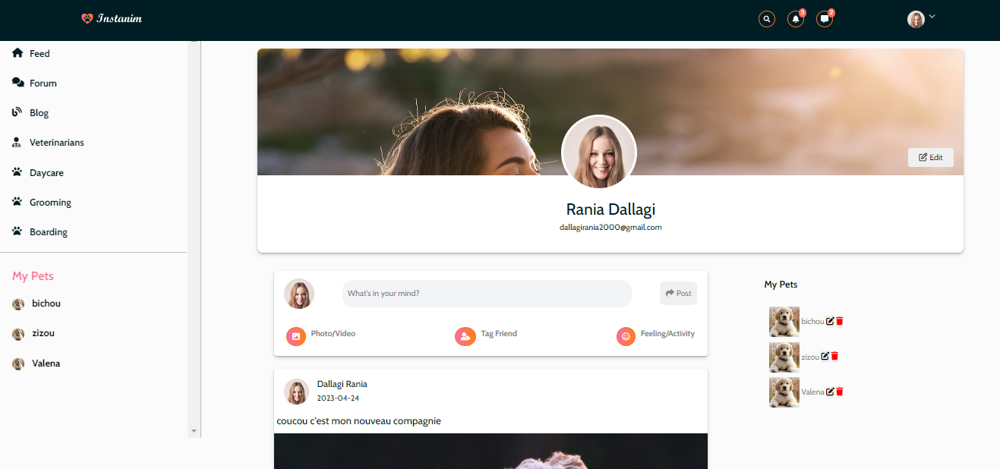 Instanim
3
2
Feed
Forum
Blog
Veterinarians
Daycare
Grooming
Boarding
My Pets
bichou
zizou
Valena
Edit
Rania Dallagi
dallagirania2000@gmail.com
What's in your mind?
Post
Photo/Video
Tag Friend
Feeling/Activity
Dallagi Rania
2023-04-24
coucou c'est mon nouveau compagnie
My Pets
bichou
zizou
Valena